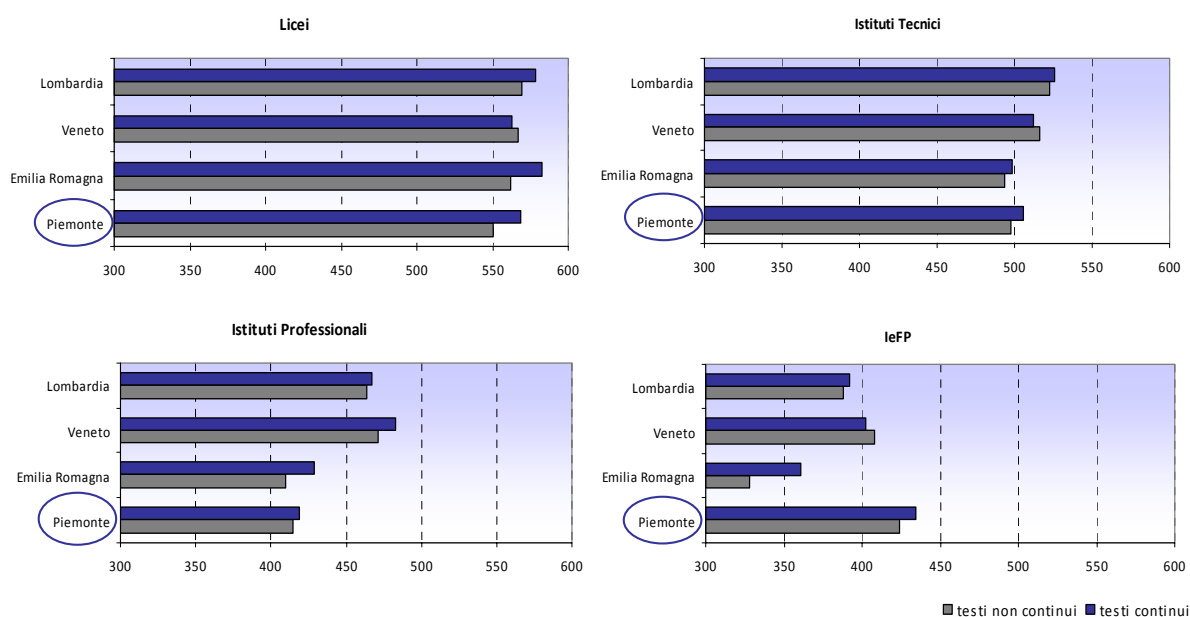 Licei
Lombardia
Veneto
Emilia Romagna
Piemonte
300 350 400 450 500 550 600
Istituti Tecnici
Lombardia
Veneto
Emilia Romagna
Piemonte
300 350 400 450 500 550 600
Istituti Professionali
Lombardia
Veneto
Emilia Romagna
Piemonte
300 350 400 450 500 550 600
IeFP
Lombardia
Veneto
Emilia Romagna
Piemonte
300 350 400 450 500 550 600
testi non continui testi continui